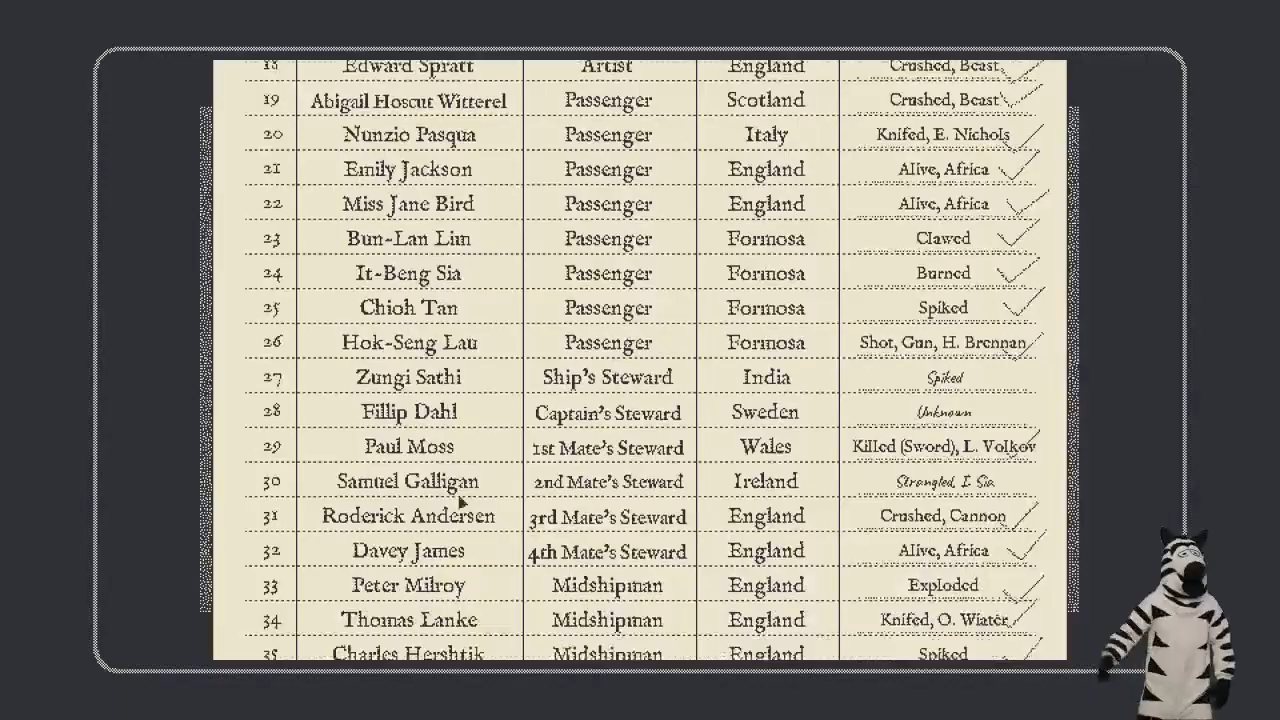 18 Edward Spratt Artist England Crushed, Beast
19 Abigail Hoscut Witterel Passenger Scotland Crushed, Beast
20 Nunzio Pasqua Passenger Italy Knifed, E. Nichols
21 Emily Jackson Passenger England Alive, Africa
22 Miss Jane Bird Passenger England Alive, Africa
23 Bun-Lan Lim Passenger Formosa Clawed
24 It-Beng Sia Passenger Formosa Burned
25 Chioh Tan Passenger Formosa Spiked
26 Hok-Seng Lau Passenger Formosa Shot, Gun, H. Brennan
27 Zungi Sathi Ship's Steward India Spiked
28 Fillip Dahl Captain's Steward Sweden Unknown
29 Paul Moss 1st Mate's Steward Wales Killed (Sword), L. Volkov
30 Samuel Galligan 2nd Mate's Steward Ireland Strangled, I. Sia
31 Roderick Andersen 3rd Mate's Steward England Crushed, Cannon
32 Davey James 4th Mate's Steward England Alive, Africa
33 Peter Milroy Midshipman England Exploded
34 Thomas Lanke Midshipman England Knifed, O. Wiater
35 Charles Hershtik Midshipman England Spiked